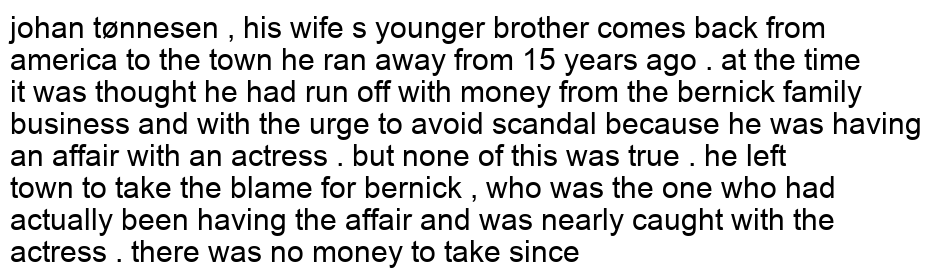 johan tønnesen , his wife s younger brother comes back from
america to the town he ran away from 15 years ago . at the time
it was thought he had run off with money from the bernick family
business and with the urge to avoid scandal because he was having
an affair with an actress . but none of this was true . he left
town to take the blame for bernick , who was the one who had
actually been having the affair and was nearly caught with the
actress . there was no money to take since